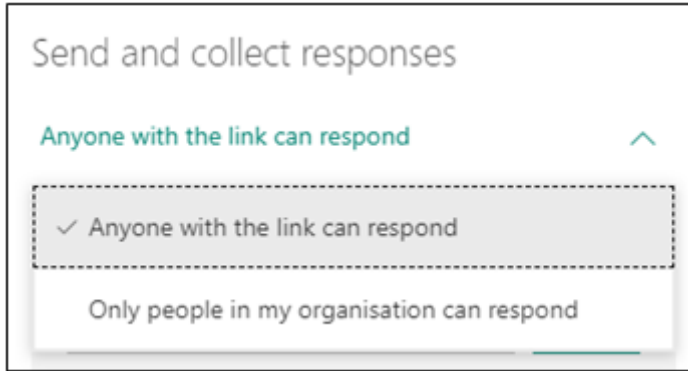 Send and collect responses
Anyone with the link can respond
Anyone with the link can respond
Only people in my organisation can respond